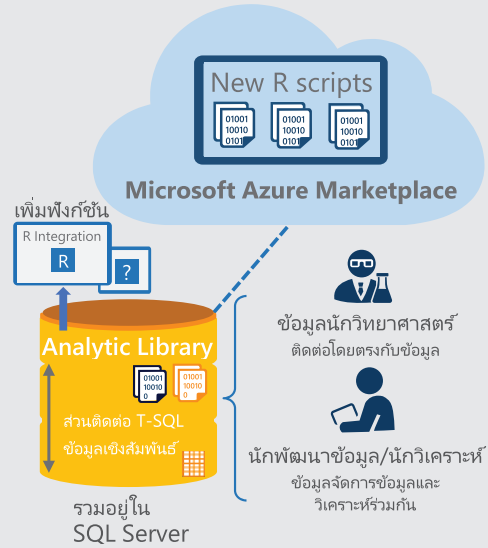 New R scripts
01001
10010
0101
01001
10010
0101
01001
10010
0101
Microsoft Azure Marketplace
เพิ่มฟังก์ชัน
R Integration
R
?
Analytic Library
01001
10010
0
01001
10010
0
ส่วนติดต่อ T-SQL
ข้อมูลเชิงสัมพันธ์
รวมอยู่ใน
SQL Server
ข้อมูลนักวิทยาศาสตร์
ติดต่อโดยตรงกับข้อมูล
นักพัฒนาข้อมูล/นักวิเคราะห์
ข้อมูลจัดการข้อมูลและ
วิเคราะห์ร่วมกัน